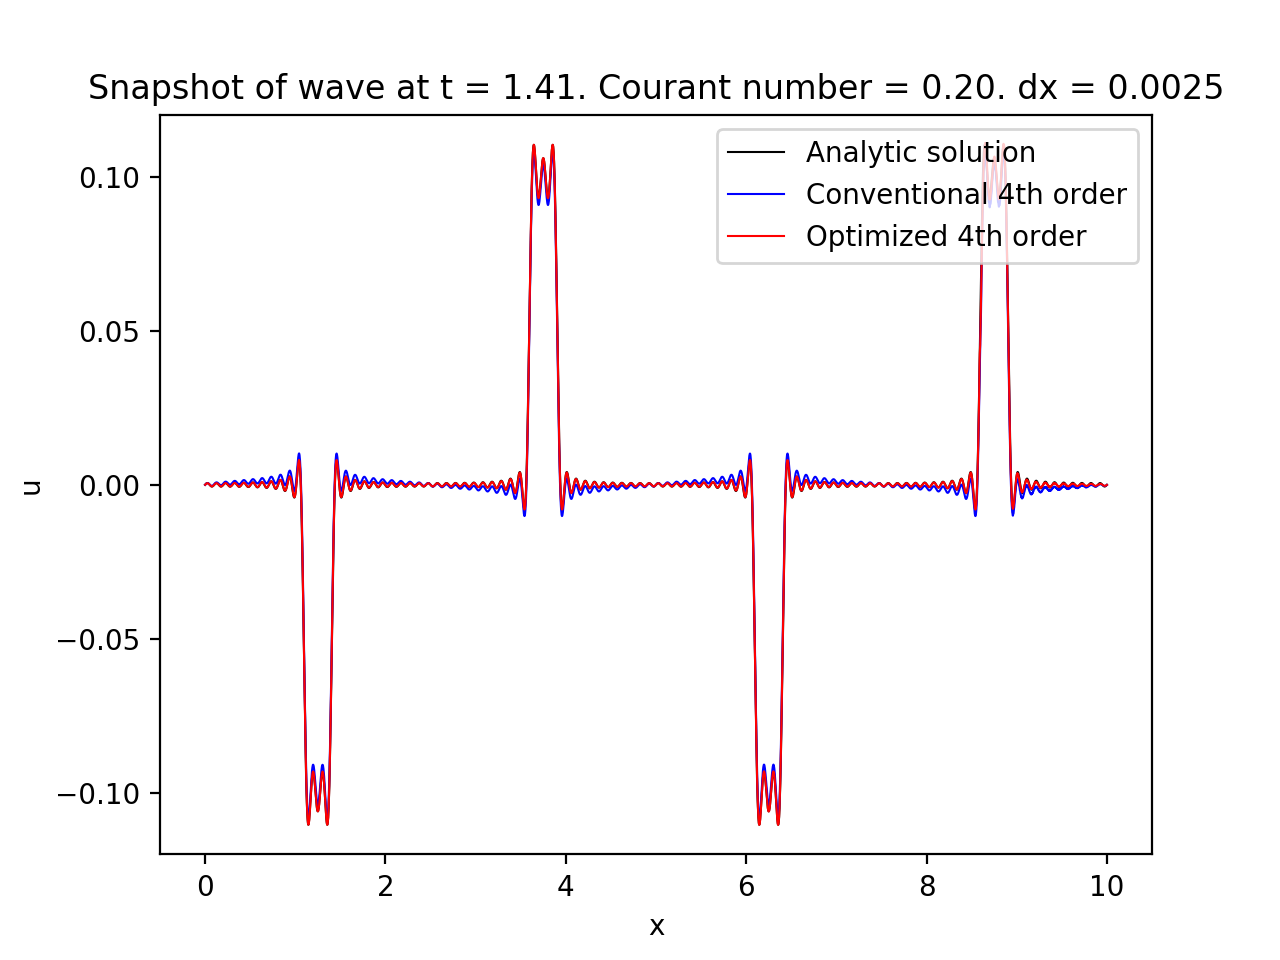 Snapshot of wave at t = 1.41. Courant number = 0.20. dx = 0.0025
Analytic solution
Conventional 4th order
Optimized 4th order
0.10
0.05
0.00
−0.05
−0.10
u
0 2 4 6 8 10
x